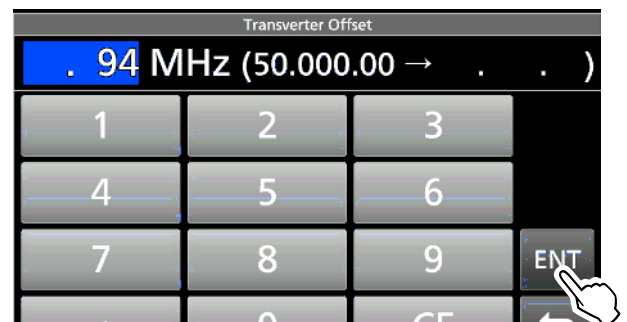 Transverter Offset
. 94 MHz (50.000.00 → . . )
1 2 3
4 5 6
7 8 9 ENT